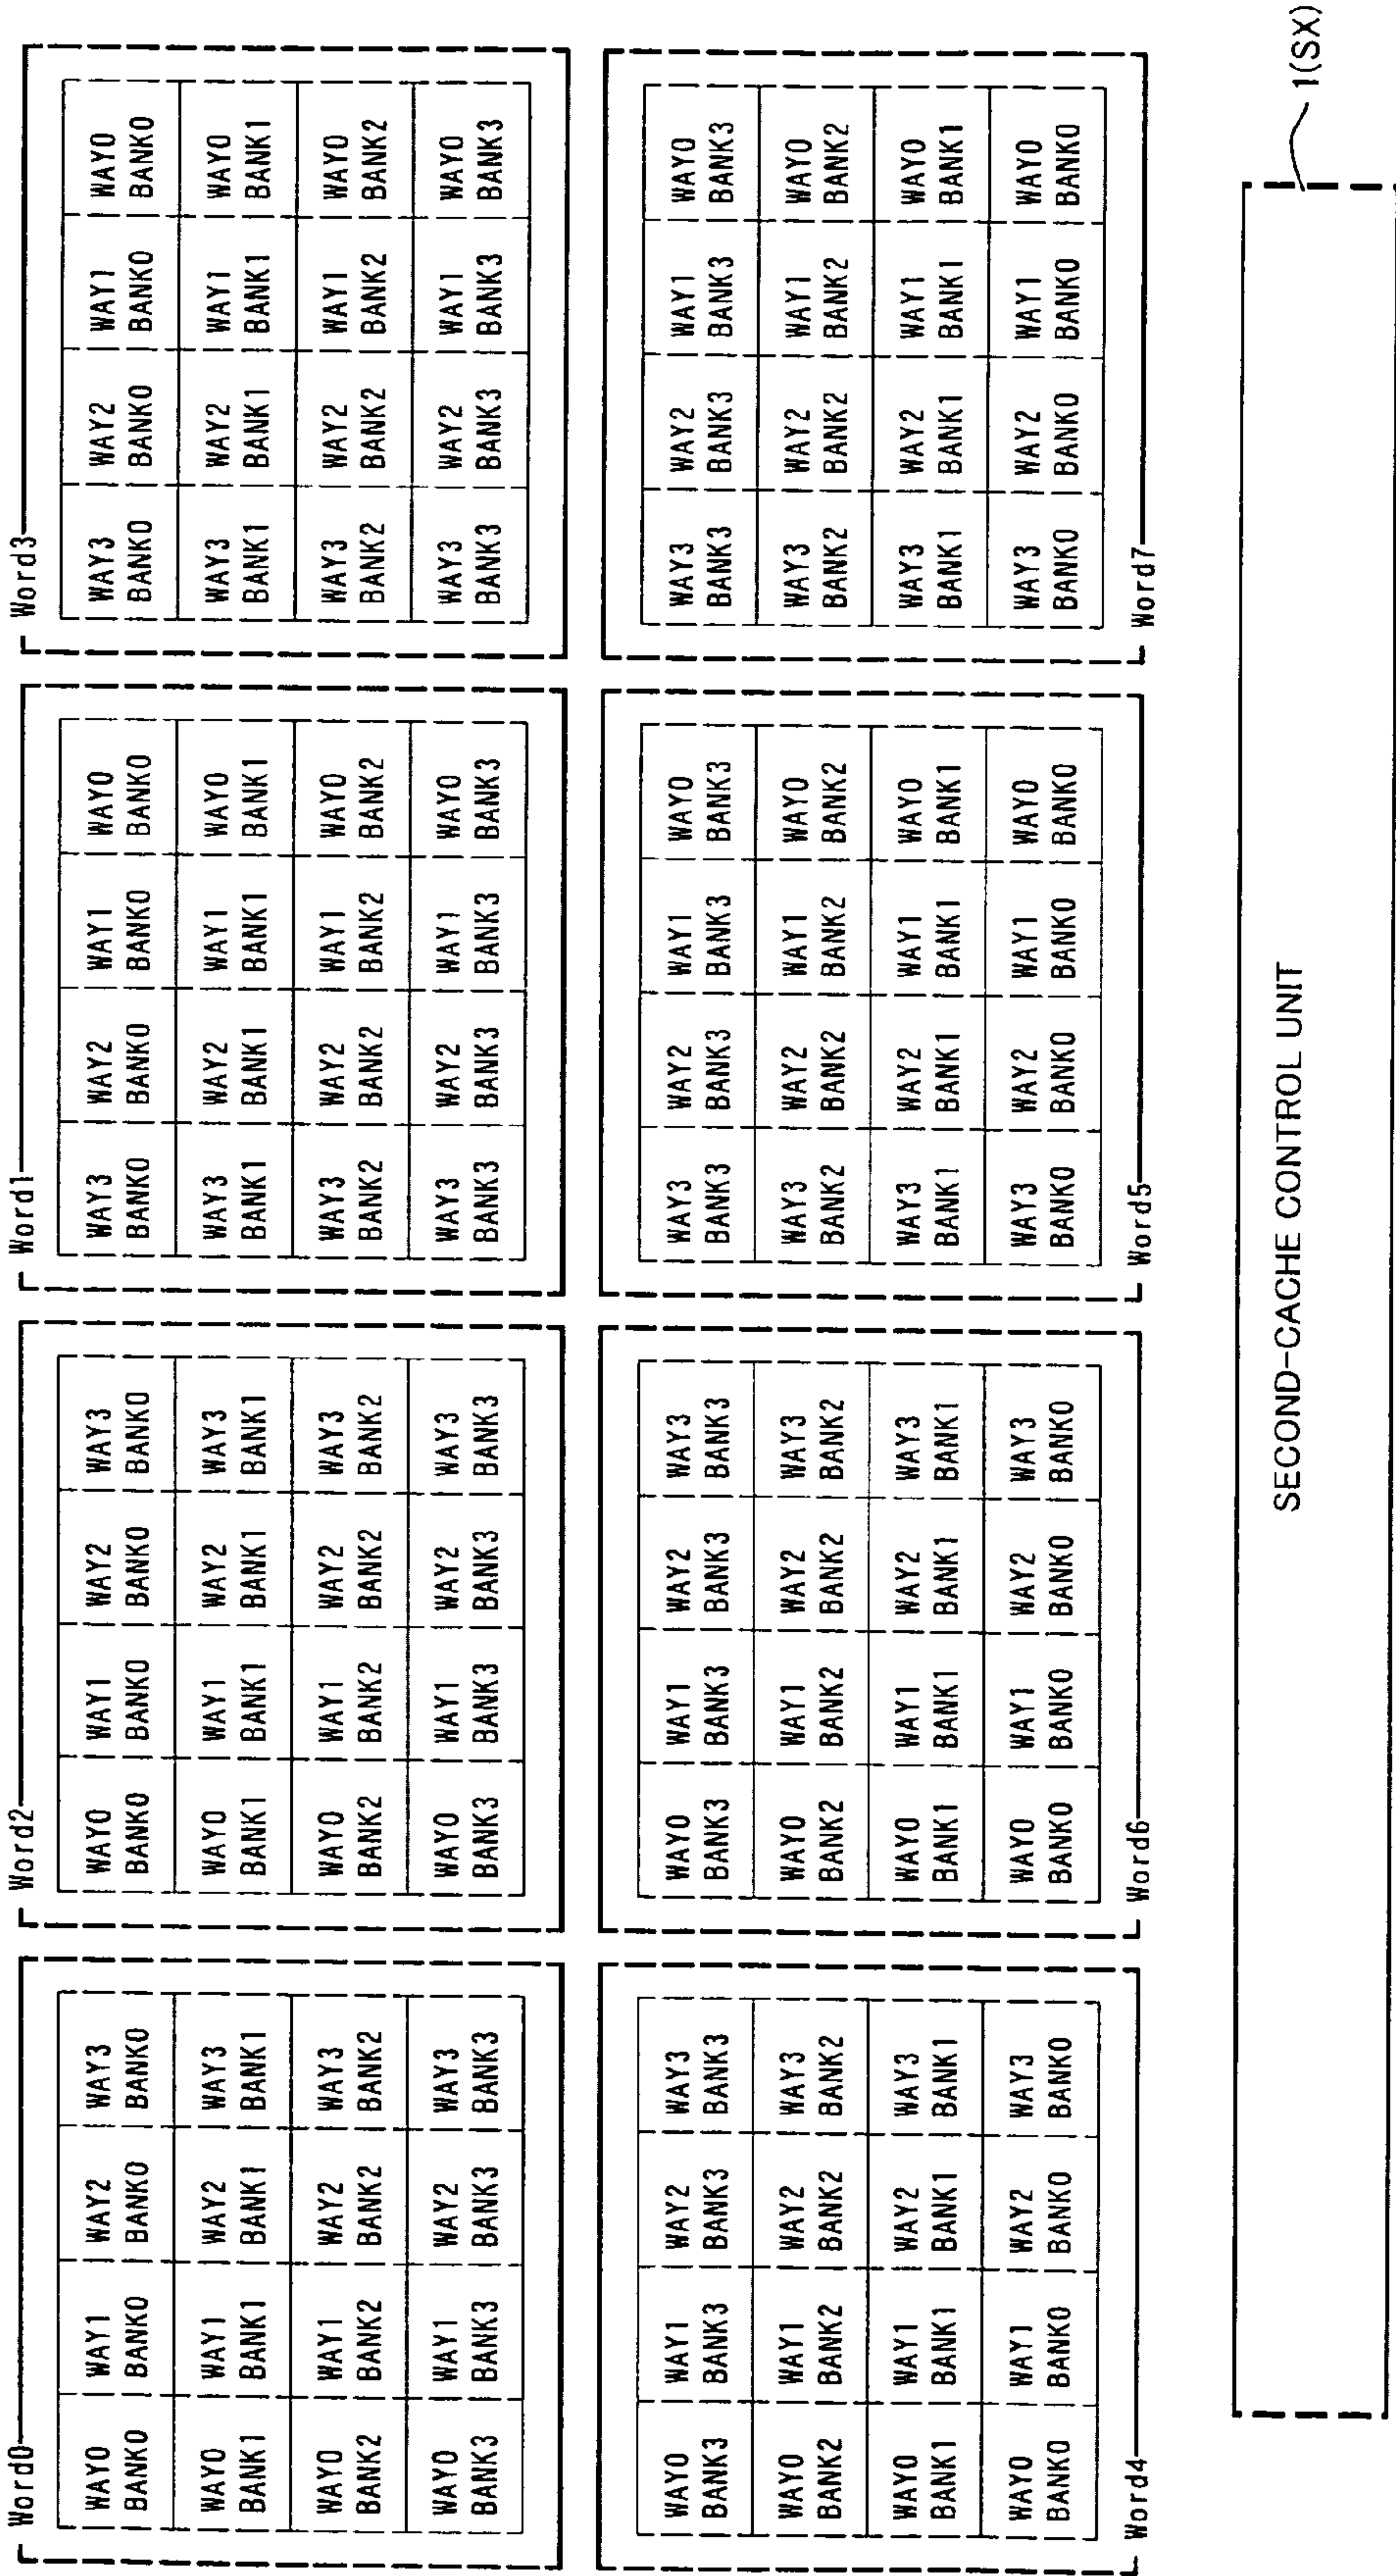 Word0 Word2 Word1 Word3
WAY0 WAY1 WAY2 WAY3 WAY0 WAY1 WAY2 WAY3 WAY3 WAY2 WAY1 WAY0 WAY3 WAY2 WAY1 WAY0
BANK0 BANK0 BANK0 BANK0 BANK0 BANK0 BANK0 BANK0 BANK0 BANK0 BANK0 BANK0 BANK0 BANK0 BANK0 BANK0
WAY0 WAY1 WAY2 WAY3 WAY0 WAY1 WAY2 WAY3 WAY3 WAY2 WAY1 WAY0 WAY3 WAY2 WAY1 WAY0
BANK1 BANK1 BANK1 BANK1 BANK1 BANK1 BANK1 BANK1 BANK1 BANK1 BANK1 BANK1 BANK1 BANK1 BANK1 BANK1
WAY0 WAY1 WAY2 WAY3 WAY0 WAY1 WAY2 WAY3 WAY3 WAY2 WAY1 WAY0 WAY3 WAY2 WAY1 WAY0
BANK2 BANK2 BANK2 BANK2 BANK2 BANK2 BANK2 BANK2 BANK2 BANK2 BANK2 BANK2 BANK2 BANK2 BANK2 BANK2
WAY0 WAY1 WAY2 WAY3 WAY0 WAY1 WAY2 WAY3 WAY3 WAY2 WAY1 WAY0 WAY3 WAY2 WAY1 WAY0
BANK3 BANK3 BANK3 BANK3 BANK3 BANK3 BANK3 BANK3 BANK3 BANK3 BANK3 BANK3 BANK3 BANK3 BANK3 BANK3
WAY0 WAY1 WAY2 WAY3 WAY0 WAY1 WAY2 WAY3 WAY3 WAY2 WAY1 WAY0 WAY3 WAY2 WAY1 WAY0
BANK3 BANK3 BANK3 BANK3 BANK3 BANK3 BANK3 BANK3 BANK3 BANK3 BANK3 BANK3 BANK3 BANK3 BANK3 BANK3
WAY0 WAY1 WAY2 WAY3 WAY0 WAY1 WAY2 WAY3 WAY3 WAY2 WAY1 WAY0 WAY3 WAY2 WAY1 WAY0
BANK2 BANK2 BANK2 BANK2 BANK2 BANK2 BANK2 BANK2 BANK2 BANK2 BANK2 BANK2 BANK2 BANK2 BANK2 BANK2
WAY0 WAY1 WAY2 WAY3 WAY0 WAY1 WAY2 WAY3 WAY3 WAY2 WAY1 WAY0 WAY3 WAY2 WAY1 WAY0
BANK1 BANK1 BANK1 BANK1 BANK1 BANK1 BANK1 BANK1 BANK1 BANK1 BANK1 BANK1 BANK1 BANK1 BANK1 BANK1
WAY0 WAY1 WAY2 WAY3 WAY0 WAY1 WAY2 WAY3 WAY3 WAY2 WAY1 WAY0 WAY3 WAY2 WAY1 WAY0
BANK0 BANK0 BANK0 BANK0 BANK0 BANK0 BANK0 BANK0 BANK0 BANK0 BANK0 BANK0 BANK0 BANK0 BANK0 BANK0
Word4 Word6 Word5 Word7
SECOND-CACHE CONTROL UNIT
1(SX)